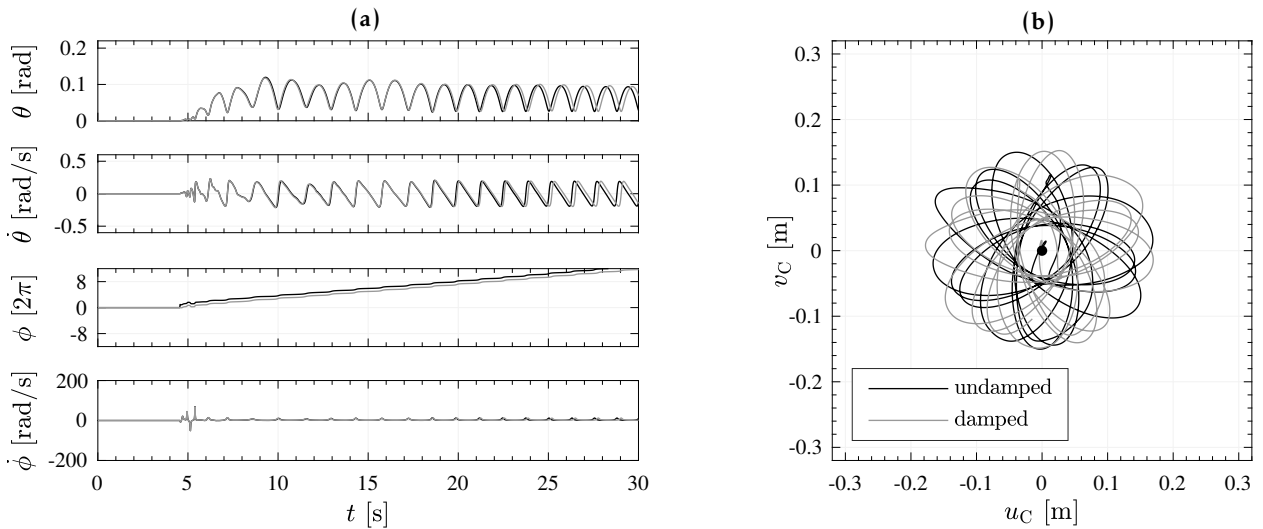 (a)
0.2
0.1
0
θ [rad]
0.5
0
-0.5
θ̇ [rad/s]
8
0
-8
ϕ [2π]
200
0
-200
ϕ̇ [rad/s]
0 5 10 15 20 25 30
t [s]
(b)
0.3
0.2
0.1
0
-0.1
-0.2
-0.3
v_C [m]
undamped
damped
-0.3 -0.2 -0.1 0 0.1 0.2 0.3
u_C [m]